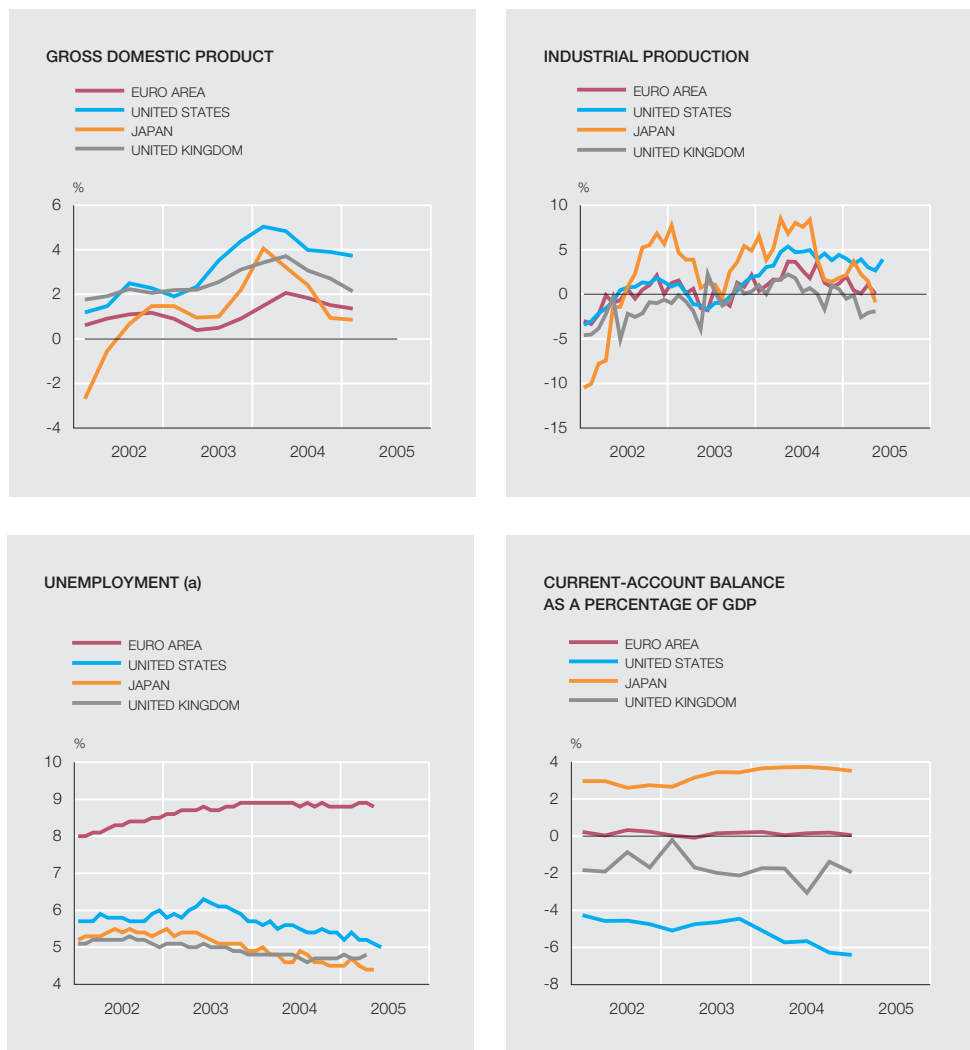 GROSS DOMESTIC PRODUCT
EURO AREA
UNITED STATES
JAPAN
UNITED KINGDOM
%
6
4
2
0
-2
-4
2002 2003 2004 2005
INDUSTRIAL PRODUCTION
EURO AREA
UNITED STATES
JAPAN
UNITED KINGDOM
%
10
5
0
-5
-10
-15
2002 2003 2004 2005
UNEMPLOYMENT (a)
EURO AREA
UNITED STATES
JAPAN
UNITED KINGDOM
%
10
9
8
7
6
5
4
2002 2003 2004 2005
CURRENT-ACCOUNT BALANCE
AS A PERCENTAGE OF GDP
EURO AREA
UNITED STATES
JAPAN
UNITED KINGDOM
%
4
2
0
-2
-4
-6
-8
2002 2003 2004 2005